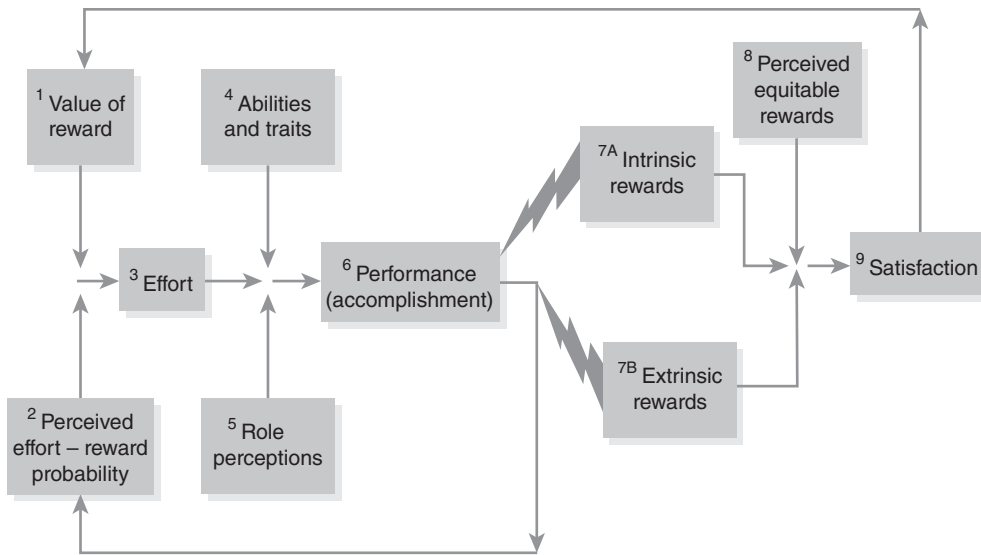 1 Value of
reward
4 Abilities
and traits
8 Perceived
equitable
rewards
7A Intrinsic
rewards
3 Effort
6 Performance
(accomplishment)
9 Satisfaction
7B Extrinsic
rewards
2 Perceived
effort – reward
probability
5 Role
perceptions